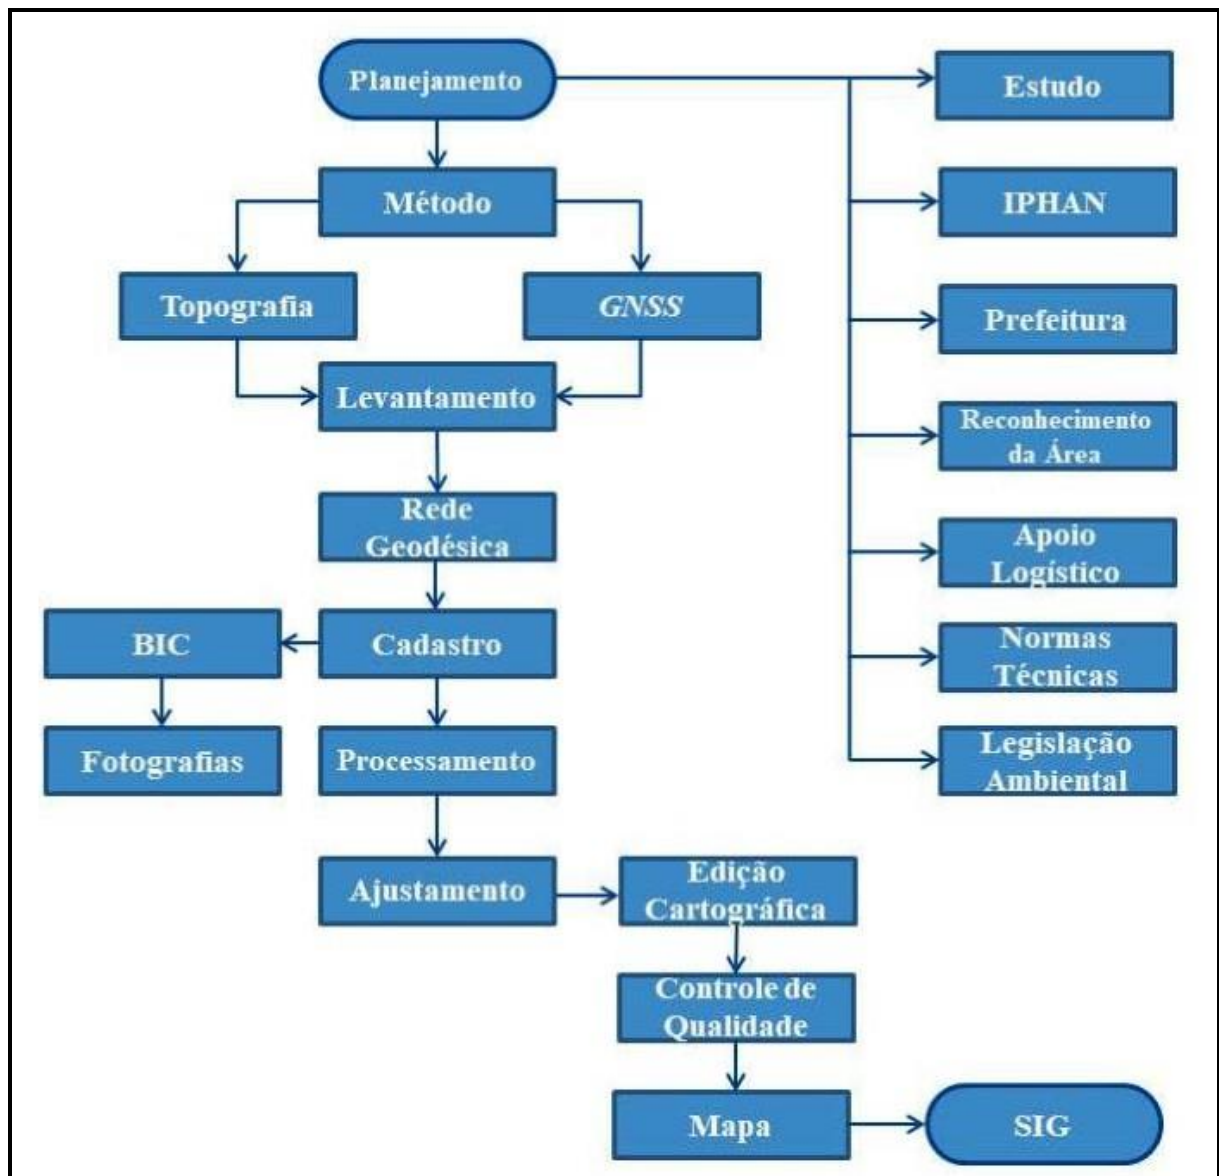 Planejamento
Estudo
Método
IPHAN
Topografia
GNSS
Prefeitura
Levantamento
Reconhecimento
da Área
Rede
Geodésica
Apoio
Logístico
BIC
Cadastro
Normas
Técnicas
Fotografias
Processamento
Legislação
Ambiental
Ajustamento
Edição
Cartográfica
Controle de
Qualidade
Mapa
SIG